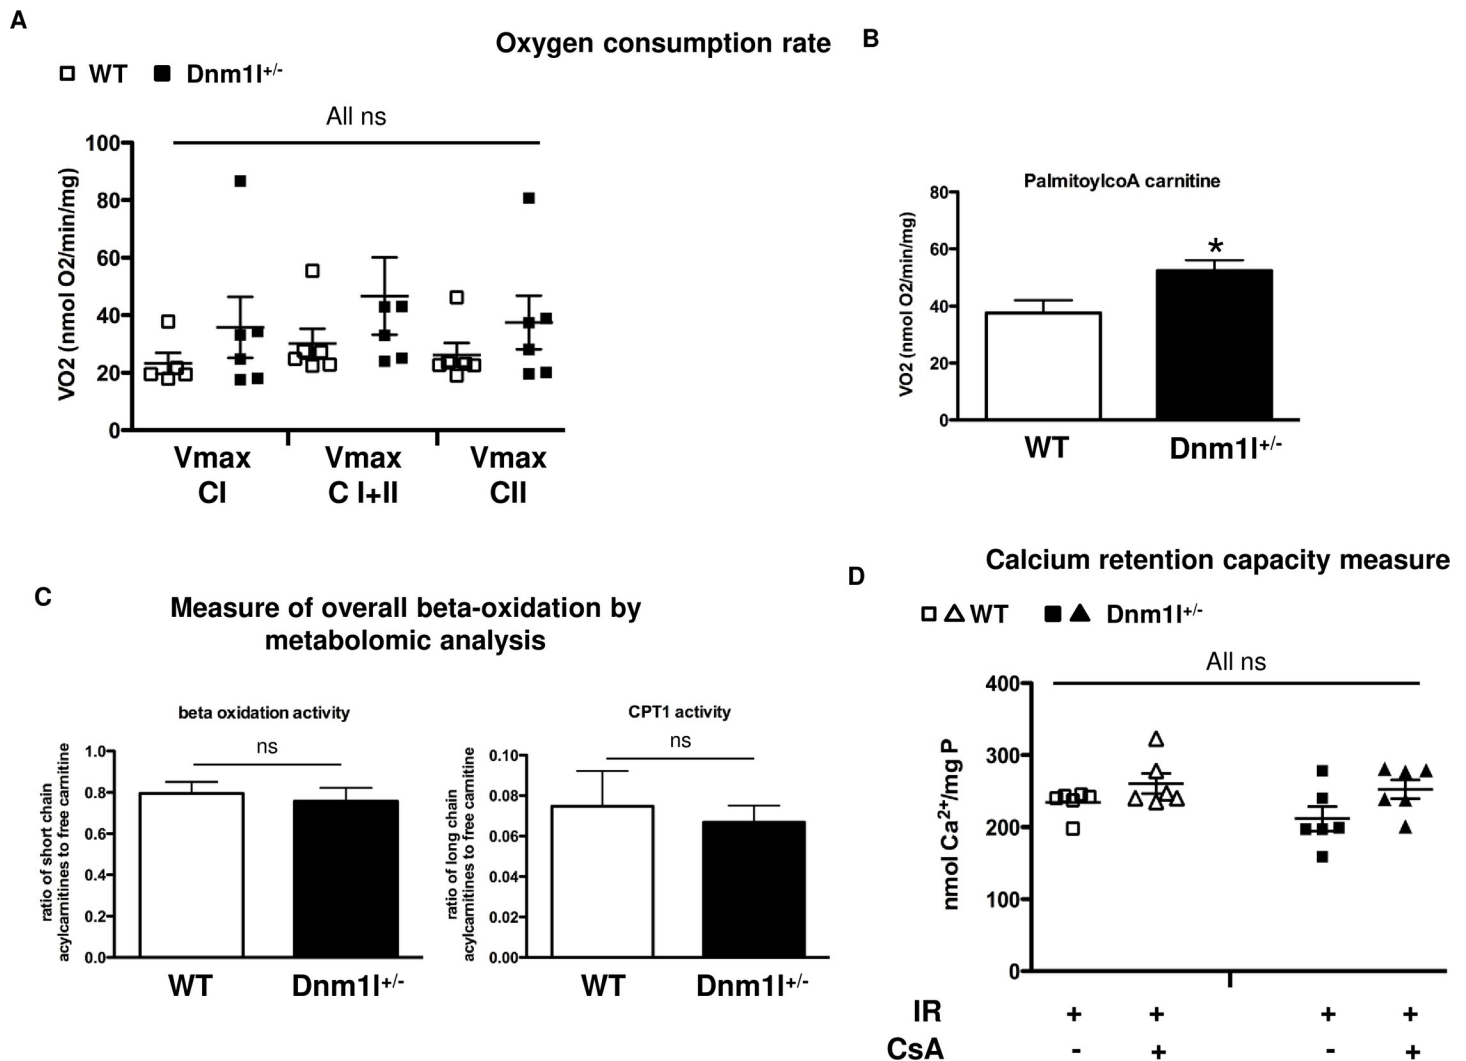 A
Oxygen consumption rate
WT Dnm1l+/-
All ns
VO2 (nmol O2/min/mg)
100
80
60
40
20
0
Vmax CI
Vmax C I+II
Vmax CII
B
PalmitoylcoA carnitine
VO2 (nmol O2/min/mg)
80
60
40
20
0
*
WT
Dnm1l+/-
C
Measure of overall beta-oxidation by
metabolomic analysis
beta oxidation activity
ns
ratio of short chain
acylcarnitines to free carnitine
1.0
0.8
0.6
0.4
0.2
0.0
WT
Dnm1l+/-
CPT1 activity
ns
ratio of long chain
acylcarnitines to free carnitine
0.10
0.08
0.06
0.04
0.02
0.00
WT
Dnm1l+/-
D
Calcium retention capacity measure
WT Dnm1l+/-
All ns
nmol Ca2+/mg P
400
300
200
100
0
IR + + + +
CsA - + - +